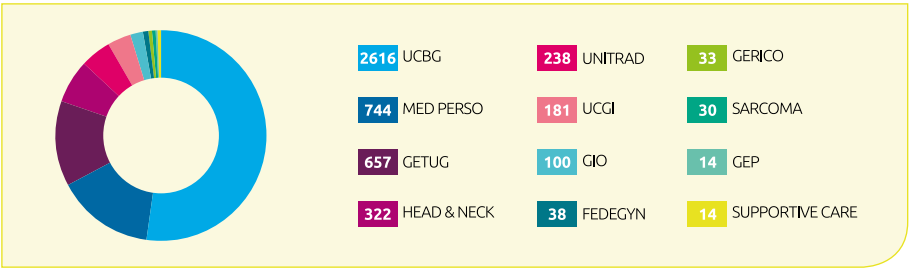 2616 UCBG
744 MED PERSO
657 GETUG
322 HEAD & NECK
238 UNITRAD
181 UCGI
100 GIO
38 FEDEGYN
33 GERICO
30 SARCOMA
14 GEP
14 SUPPORTIVE CARE